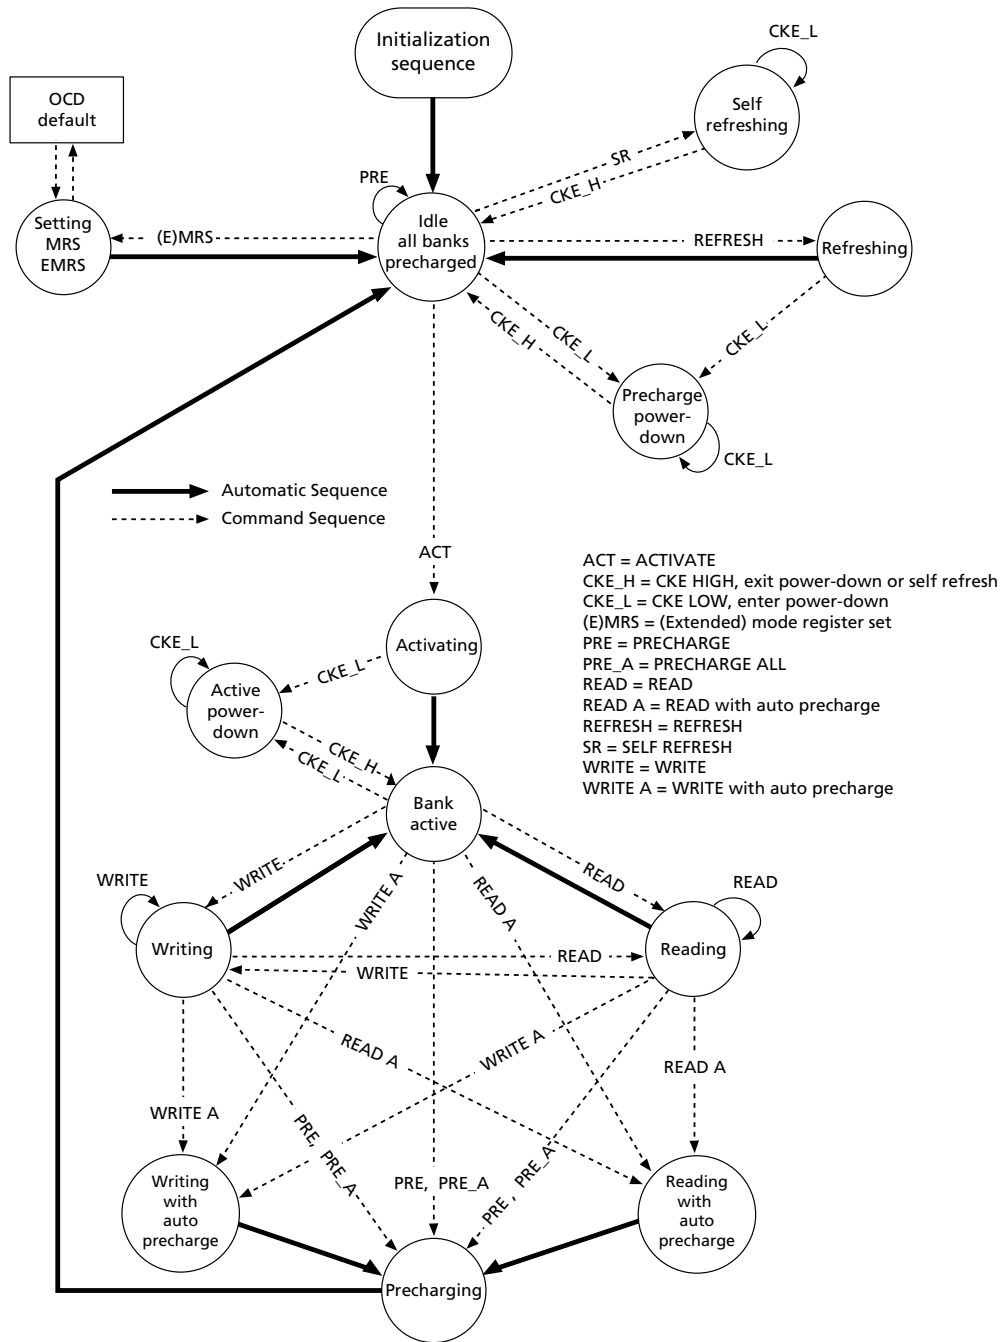 Initialization
sequence
CKE_L
OCD
default
Self
refreshing
SR
CKE_H
PRE
Setting
MRS
EMRS
(E)MRS
Idle
all banks
precharged
REFRESH
Refreshing
CKE_L
CKE_H
CKE_L
Precharge
power-
down
CKE_L
Automatic Sequence
Command Sequence
ACT
ACT = ACTIVATE
CKE_H = CKE HIGH, exit power-down or self refresh
CKE_L = CKE LOW, enter power-down
(E)MRS = (Extended) mode register set
PRE = PRECHARGE
PRE_A = PRECHARGE ALL
READ = READ
READ A = READ with auto precharge
REFRESH = REFRESH
SR = SELF REFRESH
WRITE = WRITE
WRITE A = WRITE with auto precharge
CKE_L
Activating
CKE_L
Active
power-
down
CKE_H
CKE_L
Bank
active
WRITE
WRITE
WRITE A
READ A
READ
READ
Writing
READ
WRITE
Reading
READ A
WRITE A
READ A
WRITE A
PRE, PRE_A
PRE, PRE_A
PRE, PRE_A
Writing
with
auto
precharge
Reading
with
auto
precharge
Precharging